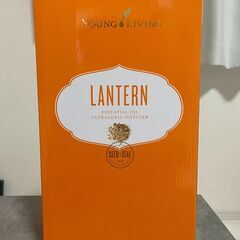 YOUNG LIVING
LANTERN
ESSENTIAL OIL
ULTRASONIC DIFFUSER
SEED TO SEAL